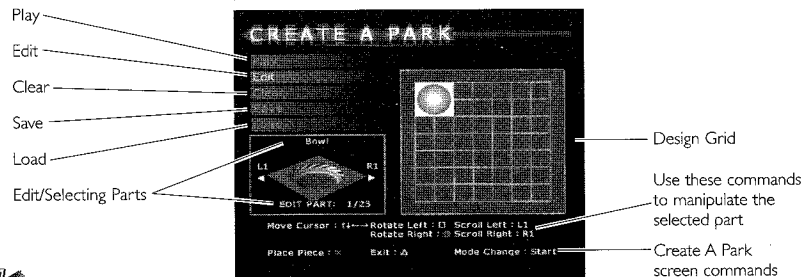 Play
Edit
Clear
Save
Load
Edit/Selecting Parts
CREATE A PARK
Edit
Bowl
L1 R1
EDIT PART: 1/23
Move Cursor : ↑↓←→ Rotate Left : □ Scroll Left : L1
Rotate Right : ○ Scroll Right : R1
Place Piece : × Exit : △ Mode Change : Start
Design Grid
Use these commands
to manipulate the
selected part
Create A Park
screen commands